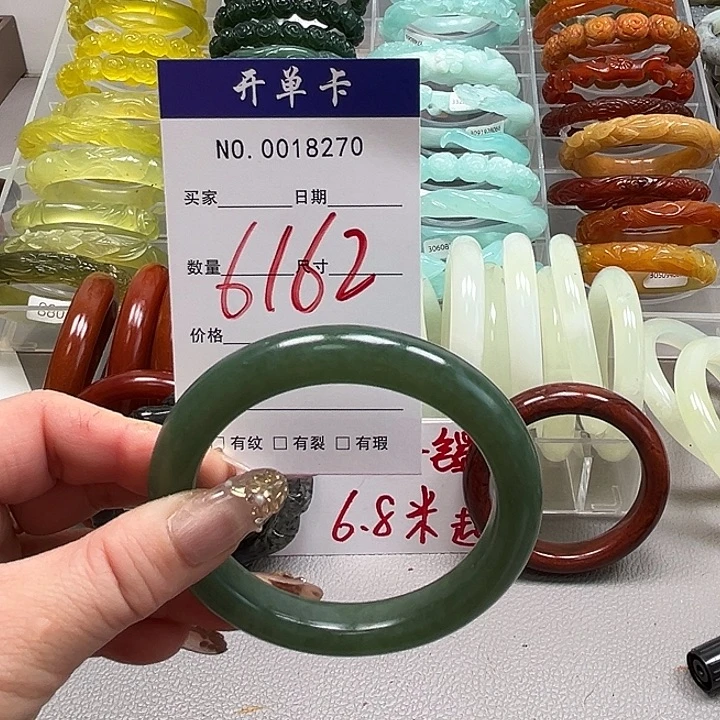 开单卡
NO.0018270
买家 日期
数量 尺寸
6162
价格
有纹 有裂 有瑕
6.8米起